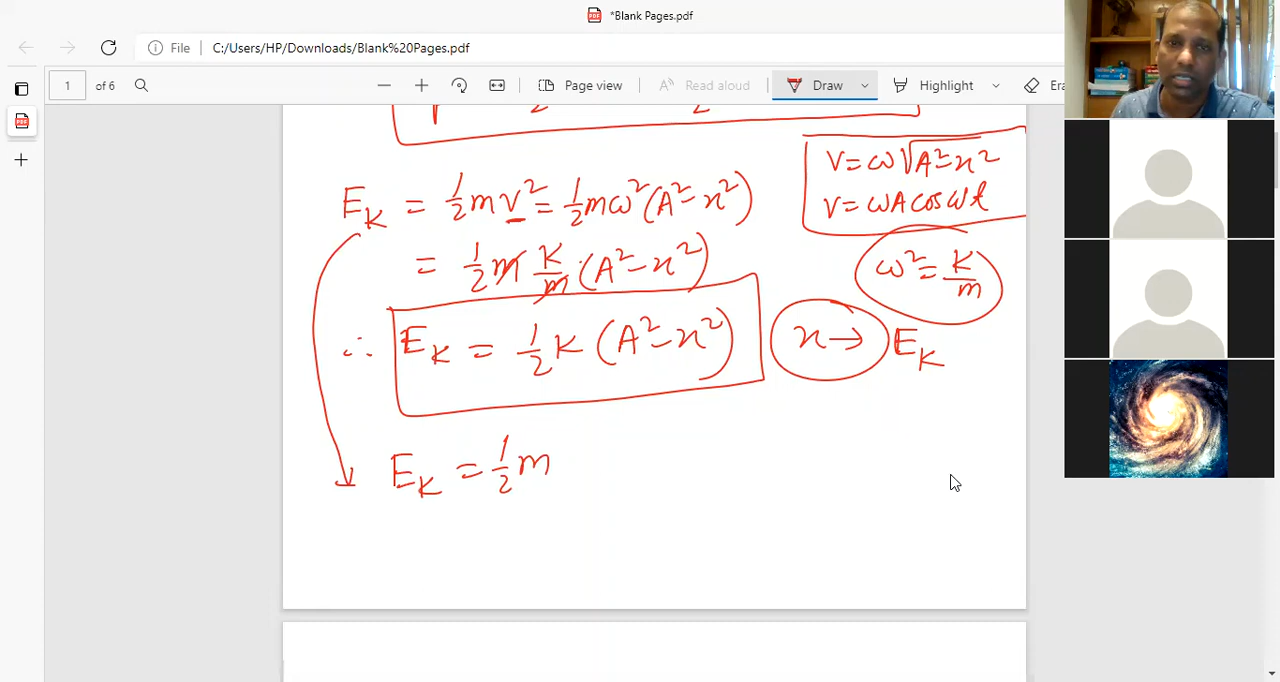 *Blank Pages.pdf
File C:/Users/HP/Downloads/Blank%20Pages.pdf
1 of 6 Page view Read aloud Draw Highlight Era
V=ω√A²-x²
V=ωA cosωt
E_K = ½mv² = ½mω²(A²-x²)
= ½m K/m (A²-x²)
ω² = K/m
∴ E_K = ½K(A²-x²) x→ E_K
E_K = ½m